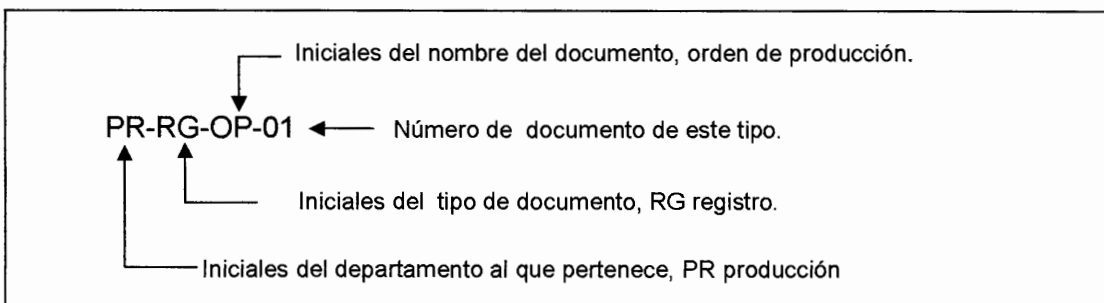 Iniciales del nombre del documento, orden de producción.
PR-RG-OP-01
Número de documento de este tipo.
Iniciales del tipo de documento, RG registro.
Iniciales del departamento al que pertenece, PR producción